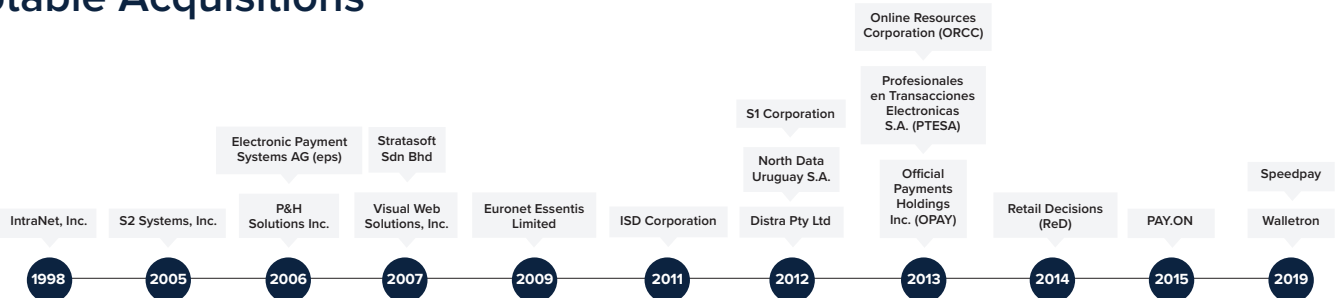 Acquisitions
IntraNet, Inc.
S2 Systems, Inc.
Electronic Payment
Systems AG (eps)
P&H
Solutions Inc.
Stratasoft
Sdn Bhd
Visual Web
Solutions, Inc.
Euronet Essentis
Limited
ISD Corporation
S1 Corporation
North Data
Uruguay S.A.
Distra Pty Ltd
Online Resources
Corporation (ORCC)
Profesionales
en Transacciones
Electronicas
S.A. (PTESA)
Official
Payments
Holdings
Inc. (OPAY)
Retail Decisions
(ReD)
PAY.ON
Speedpay
Walletron
1998
2005
2006
2007
2009
2011
2012
2013
2014
2015
2019